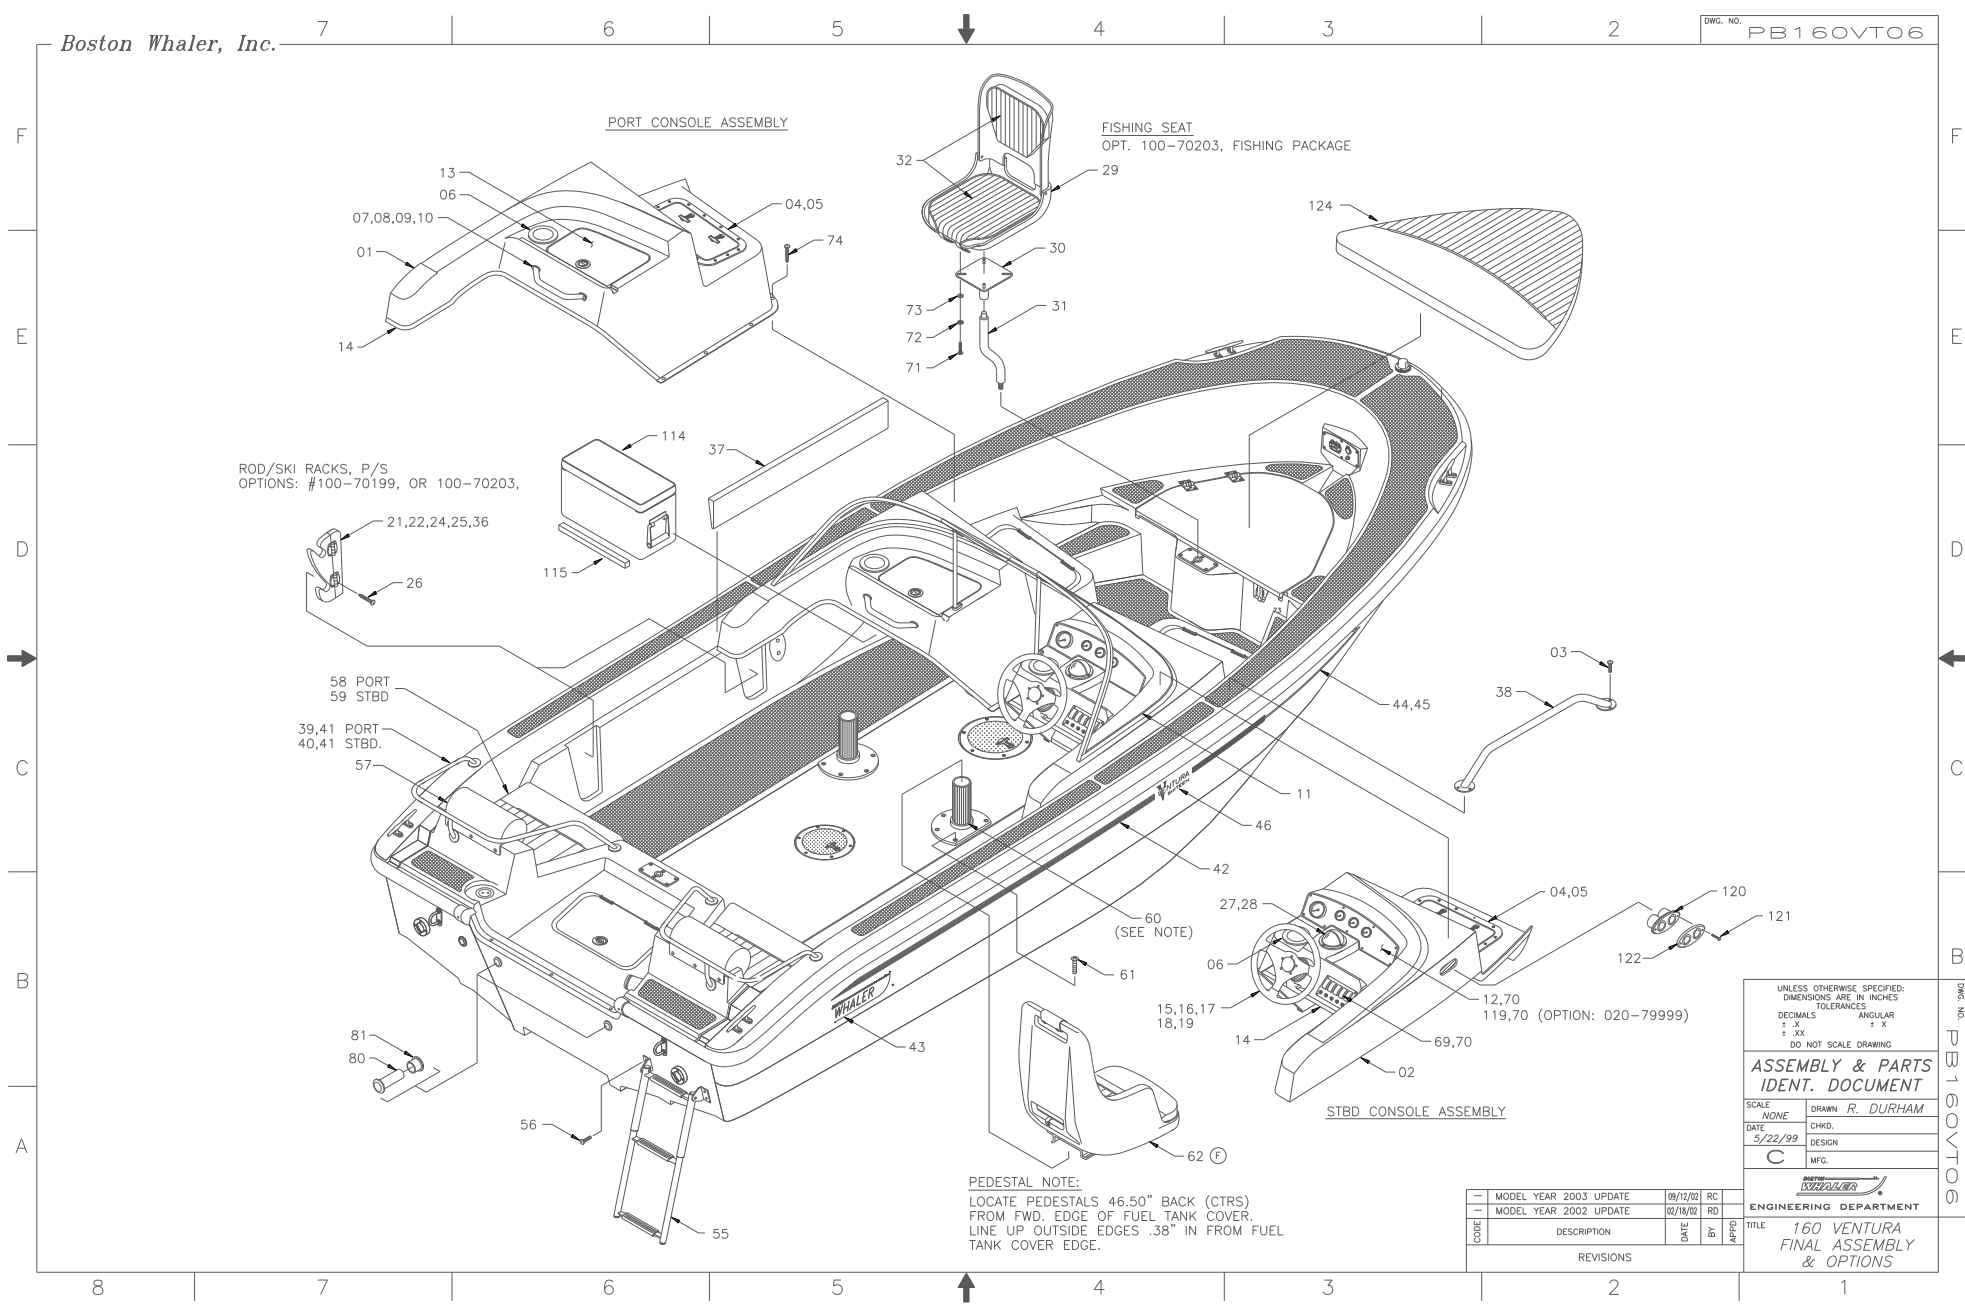 Boston Whaler, Inc.
7
6
5
4
3
2
DWG. NO.
PB160VT06
F
F
E
E
D
D
C
C
B
B
A
PORT CONSOLE ASSEMBLY
13
06
07,08,09,10
01
14
04,05
74
32
29
FISHING SEAT
OPT. 100-70203, FISHING PACKAGE
30
31
73
72
71
124
114
37
115
ROD/SKI RACKS, P/S
OPTIONS: #100-70199, OR 100-70203,
21,22,24,25,36
26
58 PORT
59 STBD
39,41 PORT
40,41 STBD.
57
03
38
44,45
11
VENTURA
46
42
60
(SEE NOTE)
61
WHALER
43
81
80
56
55
62 F
27,28
06
15,16,17
18,19
14
04,05
120
121
122
12,70
119,70 (OPTION: 020-79999)
69,70
02
STBD CONSOLE ASSEMBLY
PEDESTAL NOTE:
LOCATE PEDESTALS 46.50" BACK (CTRS)
FROM FWD. EDGE OF FUEL TANK COVER.
LINE UP OUTSIDE EDGES .38" IN FROM FUEL
TANK COVER EDGE.
UNLESS OTHERWISE SPECIFIED:
DIMENSIONS ARE IN INCHES
TOLERANCES
DECIMALS ANGULAR
± .X ± X
± .XX
DO NOT SCALE DRAWING
DWG. NO. PB160VT06
ASSEMBLY & PARTS
IDENT. DOCUMENT
SCALE NONE
DRAWN R. DURHAM
DATE 5/22/99
CHKD.
DESIGN
C
MFG.
BOSTON
WHALER
ENGINEERING DEPARTMENT
TITLE 160 VENTURA
FINAL ASSEMBLY
& OPTIONS
— MODEL YEAR 2003 UPDATE 09/12/02 RC
— MODEL YEAR 2002 UPDATE 02/18/02 RD
CODE DESCRIPTION DATE BY APPD
REVISIONS
8
7
6
5
4
3
2
1